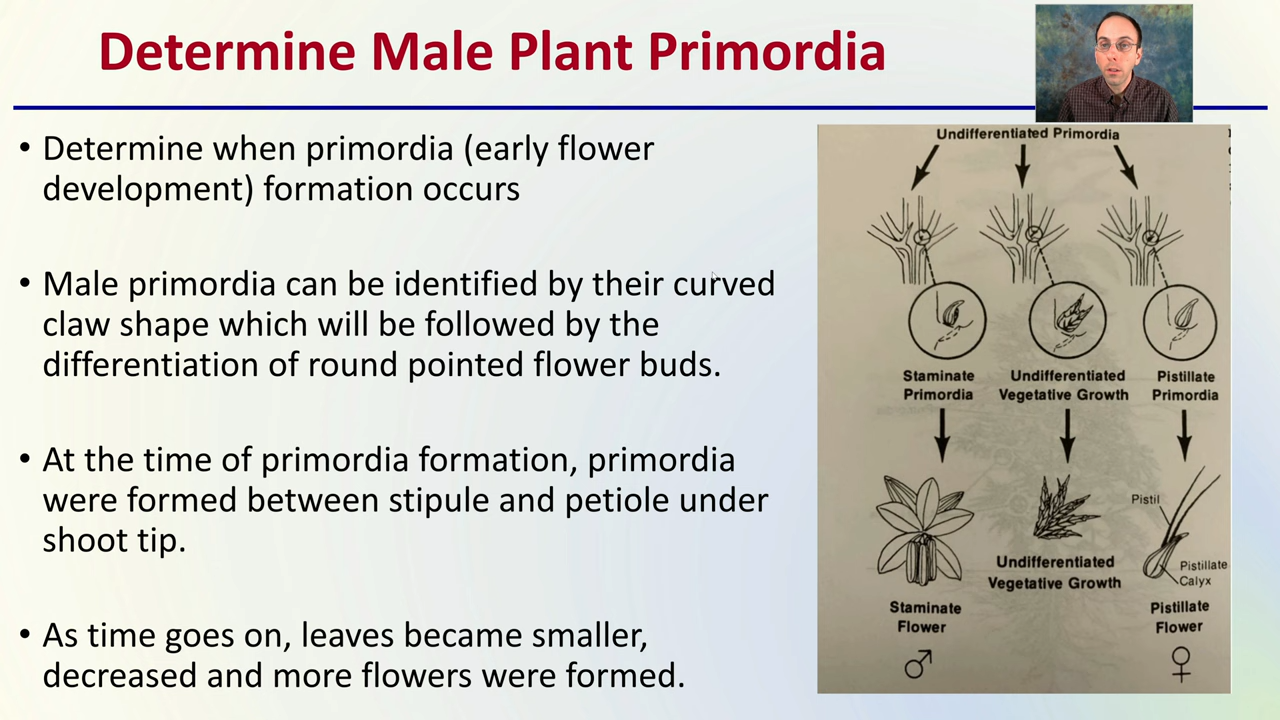 Determine Male Plant Primordia
• Determine when primordia (early flower
development) formation occurs
• Male primordia can be identified by their curved
claw shape which will be followed by the
differentiation of round pointed flower buds.
• At the time of primordia formation, primordia
were formed between stipule and petiole under
shoot tip.
• As time goes on, leaves became smaller,
decreased and more flowers were formed.
Undifferentiated Primordia
Staminate
Primordia
Undifferentiated
Vegetative Growth
Pistillate
Primordia
Pistil
Pistillate
Calyx
Undifferentiated
Vegetative Growth
Staminate
Flower
♂
Pistillate
Flower
♀